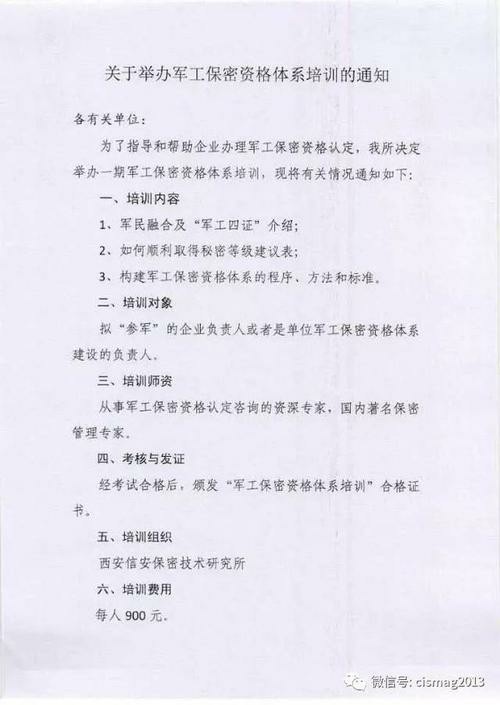 关于举办军工保密资格体系培训的通知
各有关单位：
为了指导和帮助企业办理军工保密资格认定，我所决定
举办一期军工保密资格体系培训，现将有关情况通知如下：
一、培训内容
1、军民融合及“军工四证”介绍；
2、如何顺利取得秘密等级建议表；
3、构建军工保密资格体系的程序、方法和标准。
二、培训对象
拟“参军”的企业负责人或者是单位军工保密资格体系
建设的负责人。
三、培训师资
从事军工保密资格认定咨询的资深专家，国内著名保密
管理专家。
四、考核与发证
经考试合格后，颁发“军工保密资格体系培训”合格证
书。
五、培训组织
西安信安保密技术研究所
六、培训费用
每人 900 元。
微信号: cismag2013